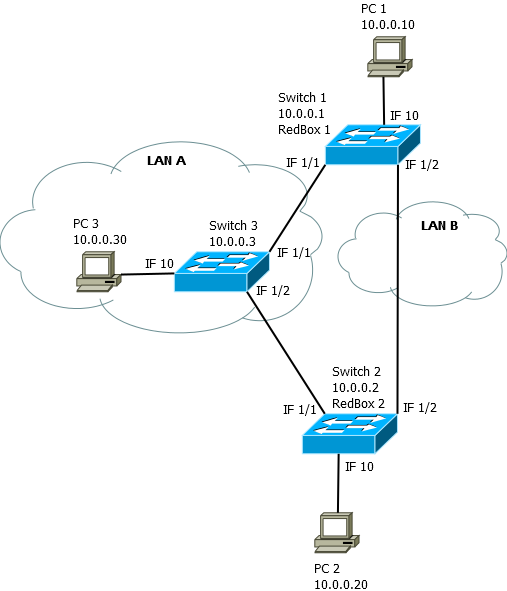 PC 1
10.0.0.10
Switch 1
10.0.0.1
RedBox 1
IF 10
IF 1/1
IF 1/2
LAN A
LAN B
PC 3
10.0.0.30
IF 10
Switch 3
10.0.0.3
IF 1/1
IF 1/2
Switch 2
10.0.0.2
RedBox 2
IF 1/1
IF 1/2
IF 10
PC 2
10.0.0.20